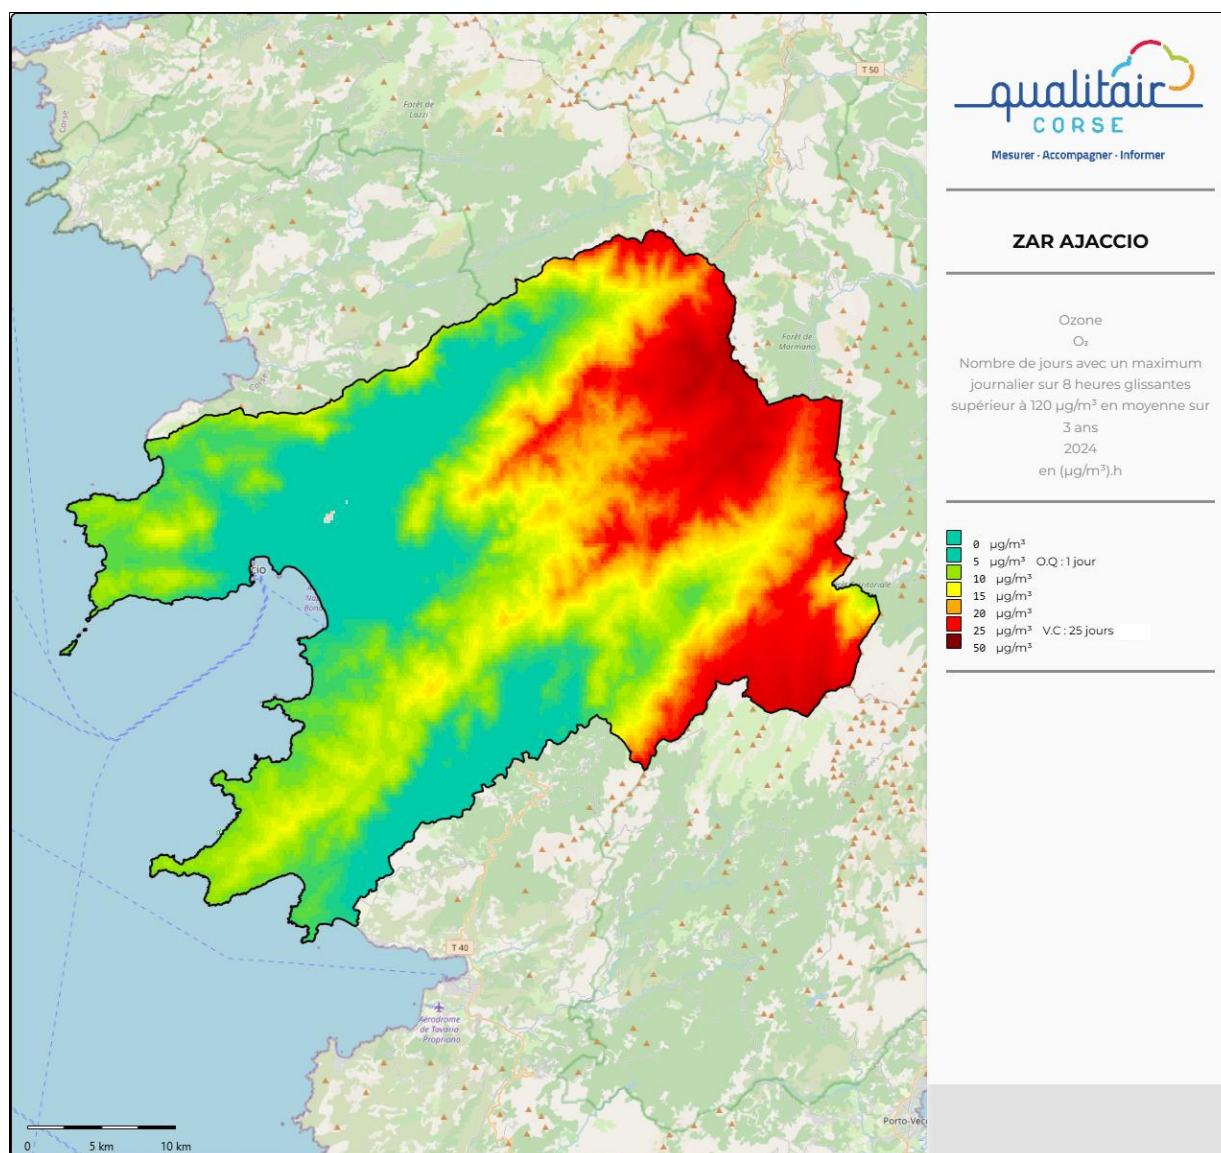 qualitair
CORSE
Mesurer · Accompagner · Informer
ZAR AJACCIO
Ozone
O₃
Nombre de jours avec un maximum
journalier sur 8 heures glissantes
supérieur à 120 µg/m³ en moyenne sur
3 ans
2024
en (µg/m³).h
0 µg/m³
5 µg/m³ O.Q : 1 jour
10 µg/m³
15 µg/m³
20 µg/m³
25 µg/m³ V.C : 25 jours
50 µg/m³
T 50
Corse
Forêt de
Lozzi
Forêt de
Marmano
Corse
cio
T 40
Aérodrome
de Tavaria
Propriano
Porto-Vec
0 5 km 10 km